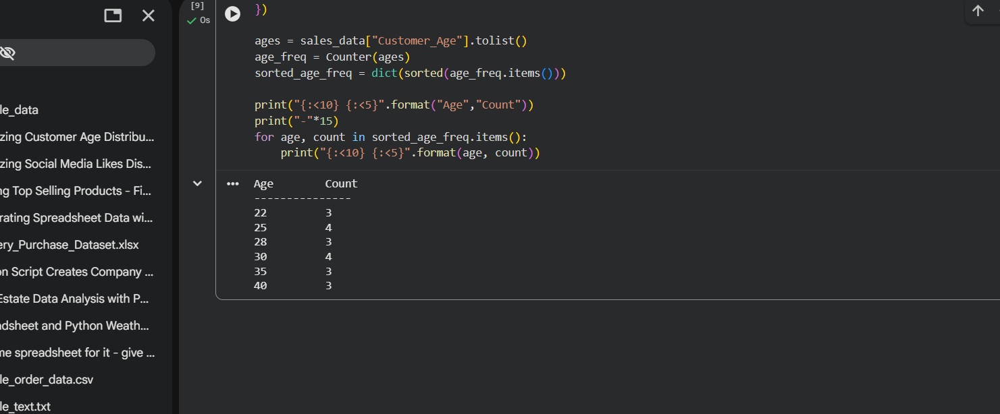 le_data
zing Customer Age Distribu...
zing Social Media Likes Dis...
ng Top Selling Products - Fi...
rating Spreadsheet Data wi...
ery_Purchase_Dataset.xlsx
on Script Creates Company ...
Estate Data Analysis with P...
adsheet and Python Weath...
me spreadsheet for it - give ...
le_order_data.csv
le_text.txt
[9]
0s
})
ages = sales_data["Customer_Age"].tolist()
age_freq = Counter(ages)
sorted_age_freq = dict(sorted(age_freq.items()))
print("{:<10} {:<5}".format("Age","Count"))
print("-"*15)
for age, count in sorted_age_freq.items():
    print("{:<10} {:<5}".format(age, count))
Age        Count
---------------
22         3
25         4
28         3
30         4
35         3
40         3